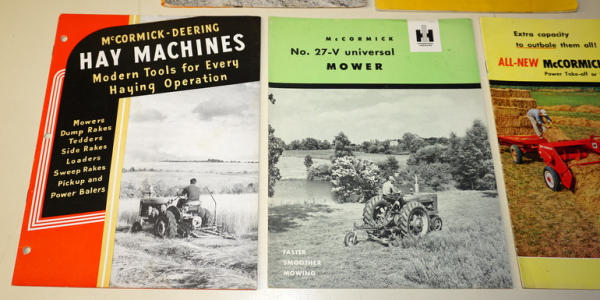 McCORMICK-DEERING
HAY MACHINES
Modern Tools for Every
Haying Operation
Mowers
Dump Rakes
Tedders
Side Rakes
Loaders
Sweep Rakes
Pickup and
Power Balers
McCORMICK
No. 27-V universal
MOWER
IH
FASTER
SMOOTHER
MOWING
Extra capacity
to outbale them all!
ALL-NEW McCORMICK
Power Take-off or